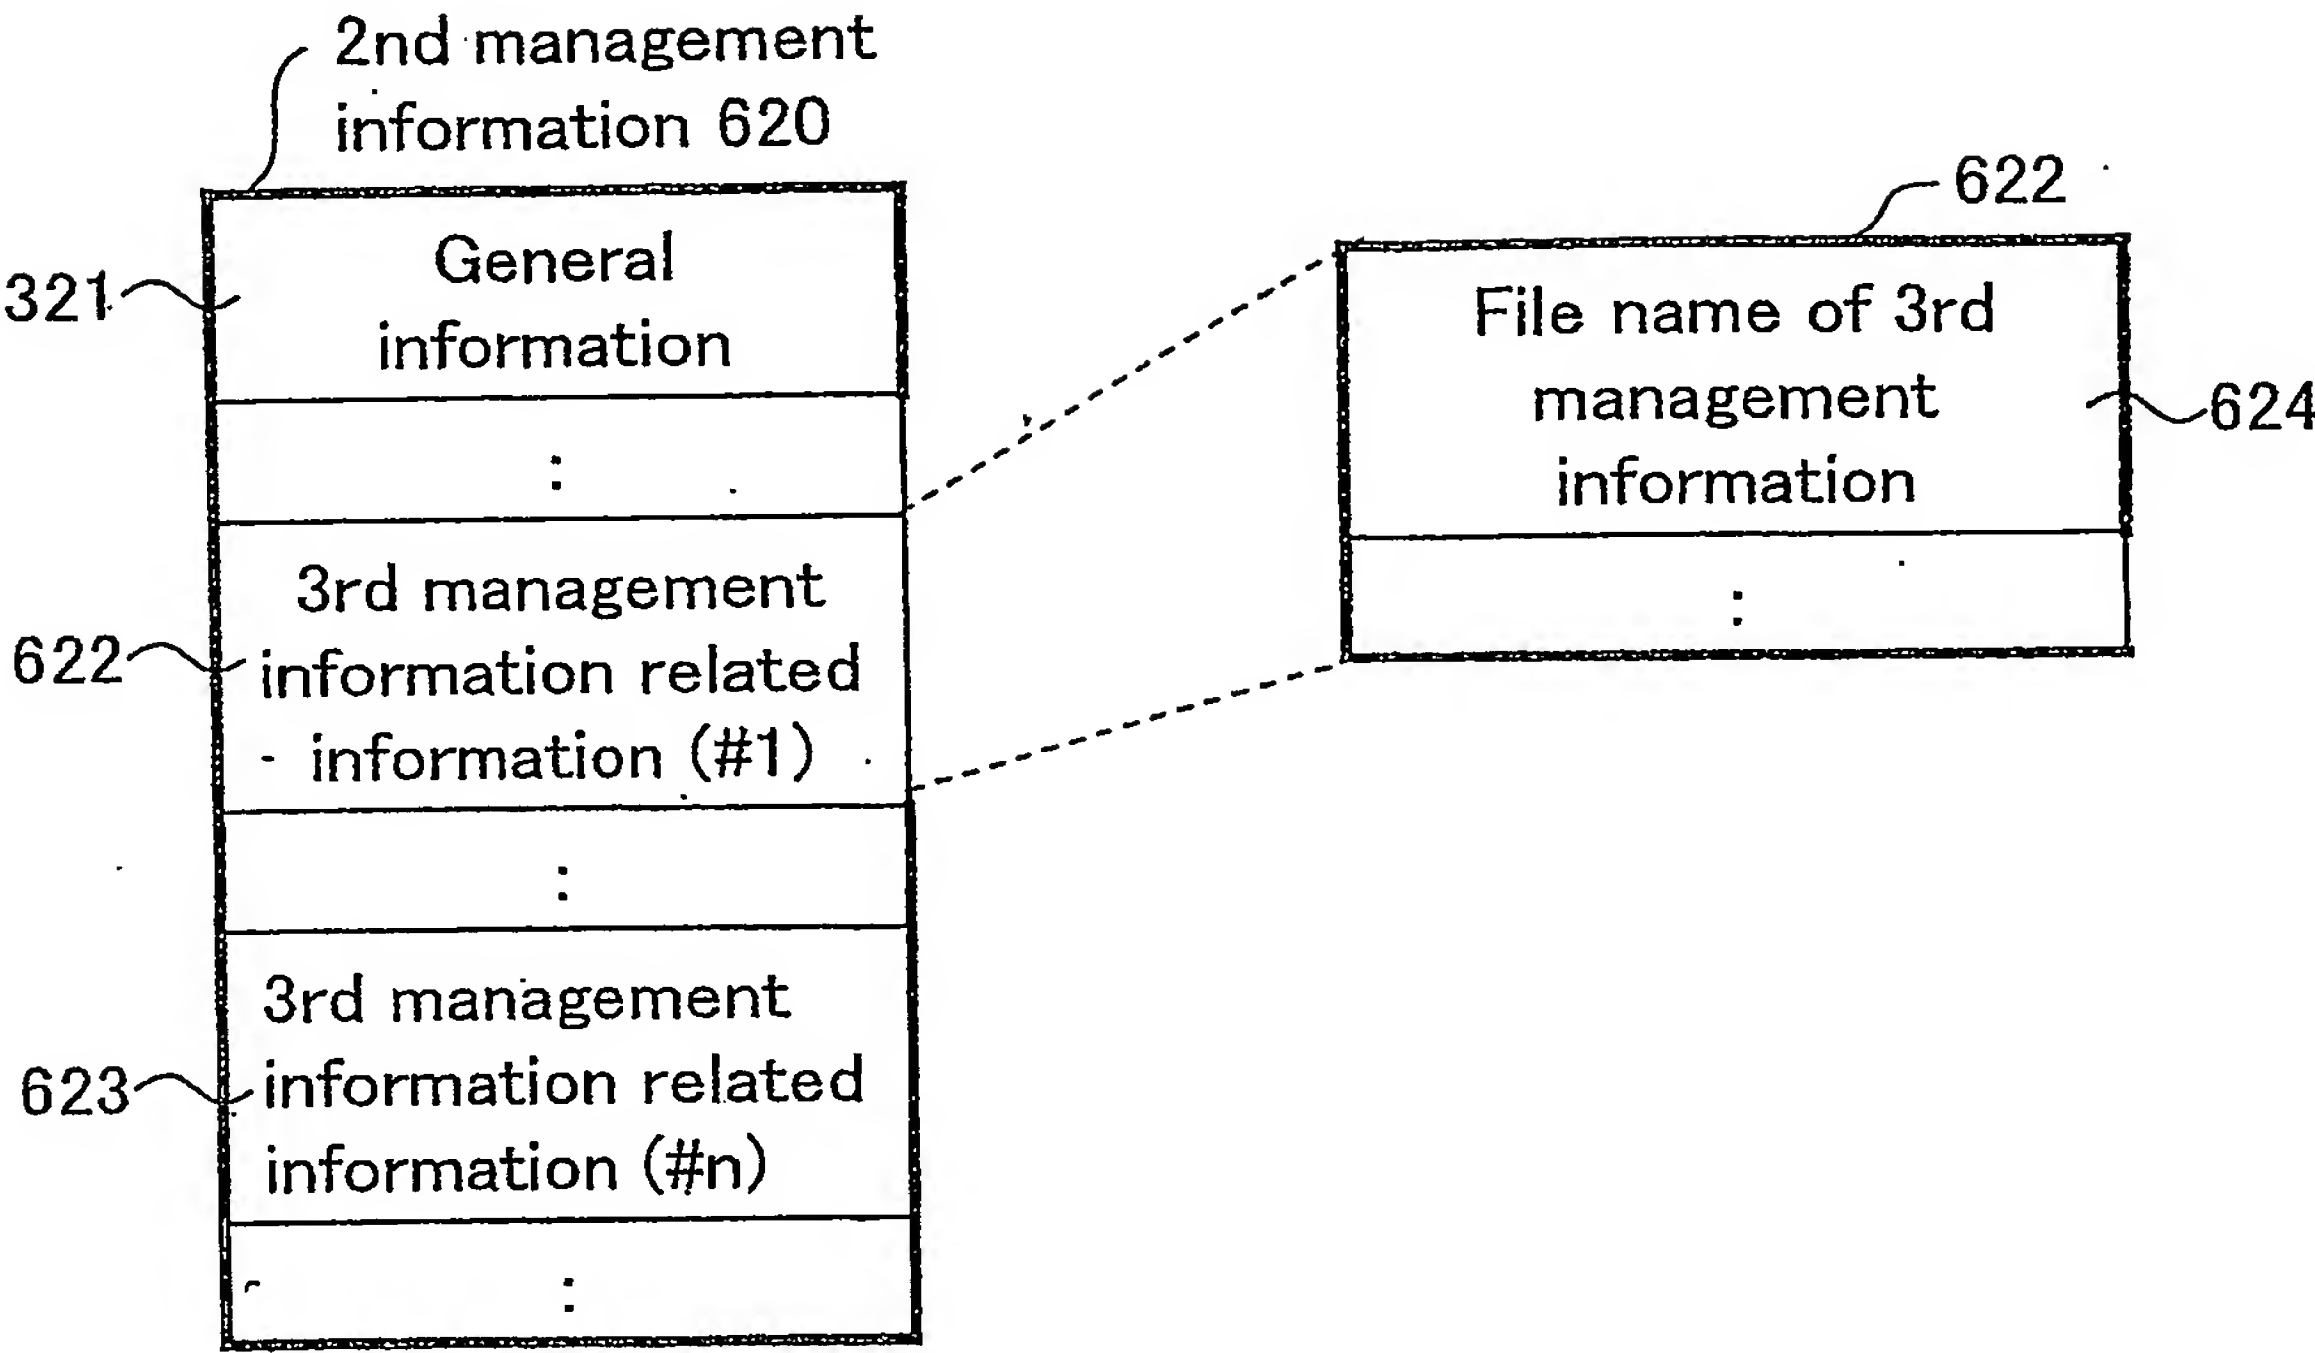 2nd management
information 620
321
General
information
:
622
3rd management
information related
information (#1)
:
623
3rd management
information related
information (#n)
:
622
File name of 3rd
management
information
624
: